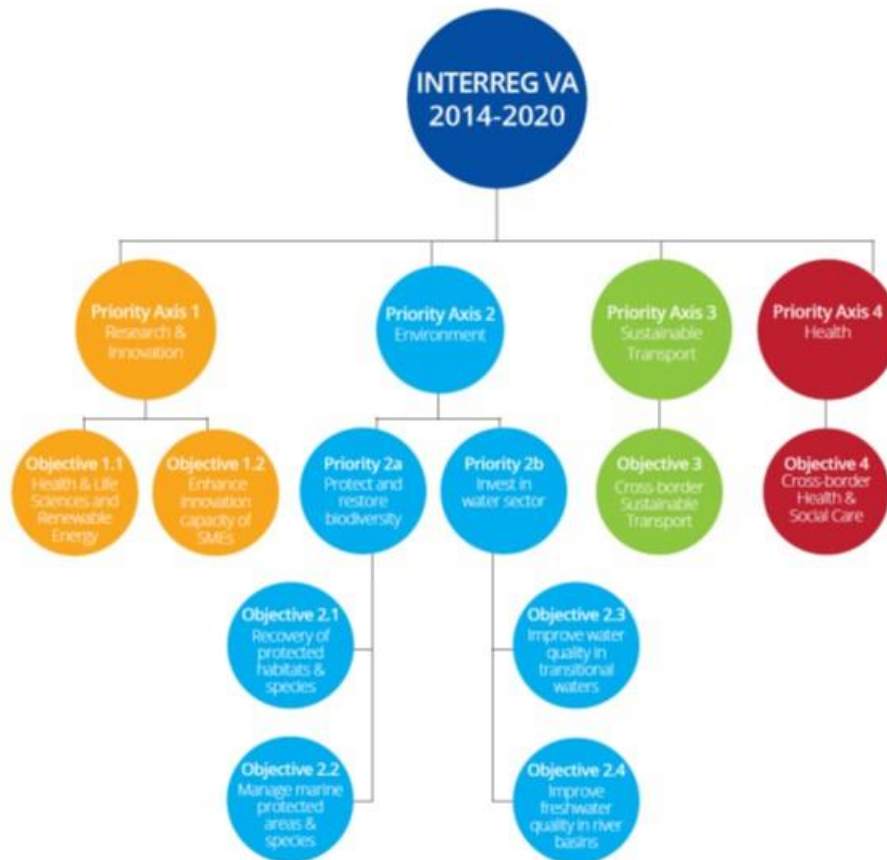 INTERREG VA
2014-2020
Priority Axis 1
Research &
Innovation
Priority Axis 2
Environment
Priority Axis 3
Sustainable
Transport
Priority Axis 4
Health
Objective 1.1
Health & Life
Sciences and
Renewable
Energy
Objective 1.2
Enhance
innovation
capacity of
SMEs
Priority 2a
Protect and
restore
biodiversity
Priority 2b
Invest in
water sector
Objective 3
Cross-border
Sustainable
Transport
Objective 4
Cross-border
Health &
Social Care
Objective 2.1
Recovery of
protected
habitats &
species
Objective 2.3
Improve water
quality in
transitional
waters
Objective 2.2
Manage marine
protected
areas &
species
Objective 2.4
Improve
freshwater
quality in river
basins